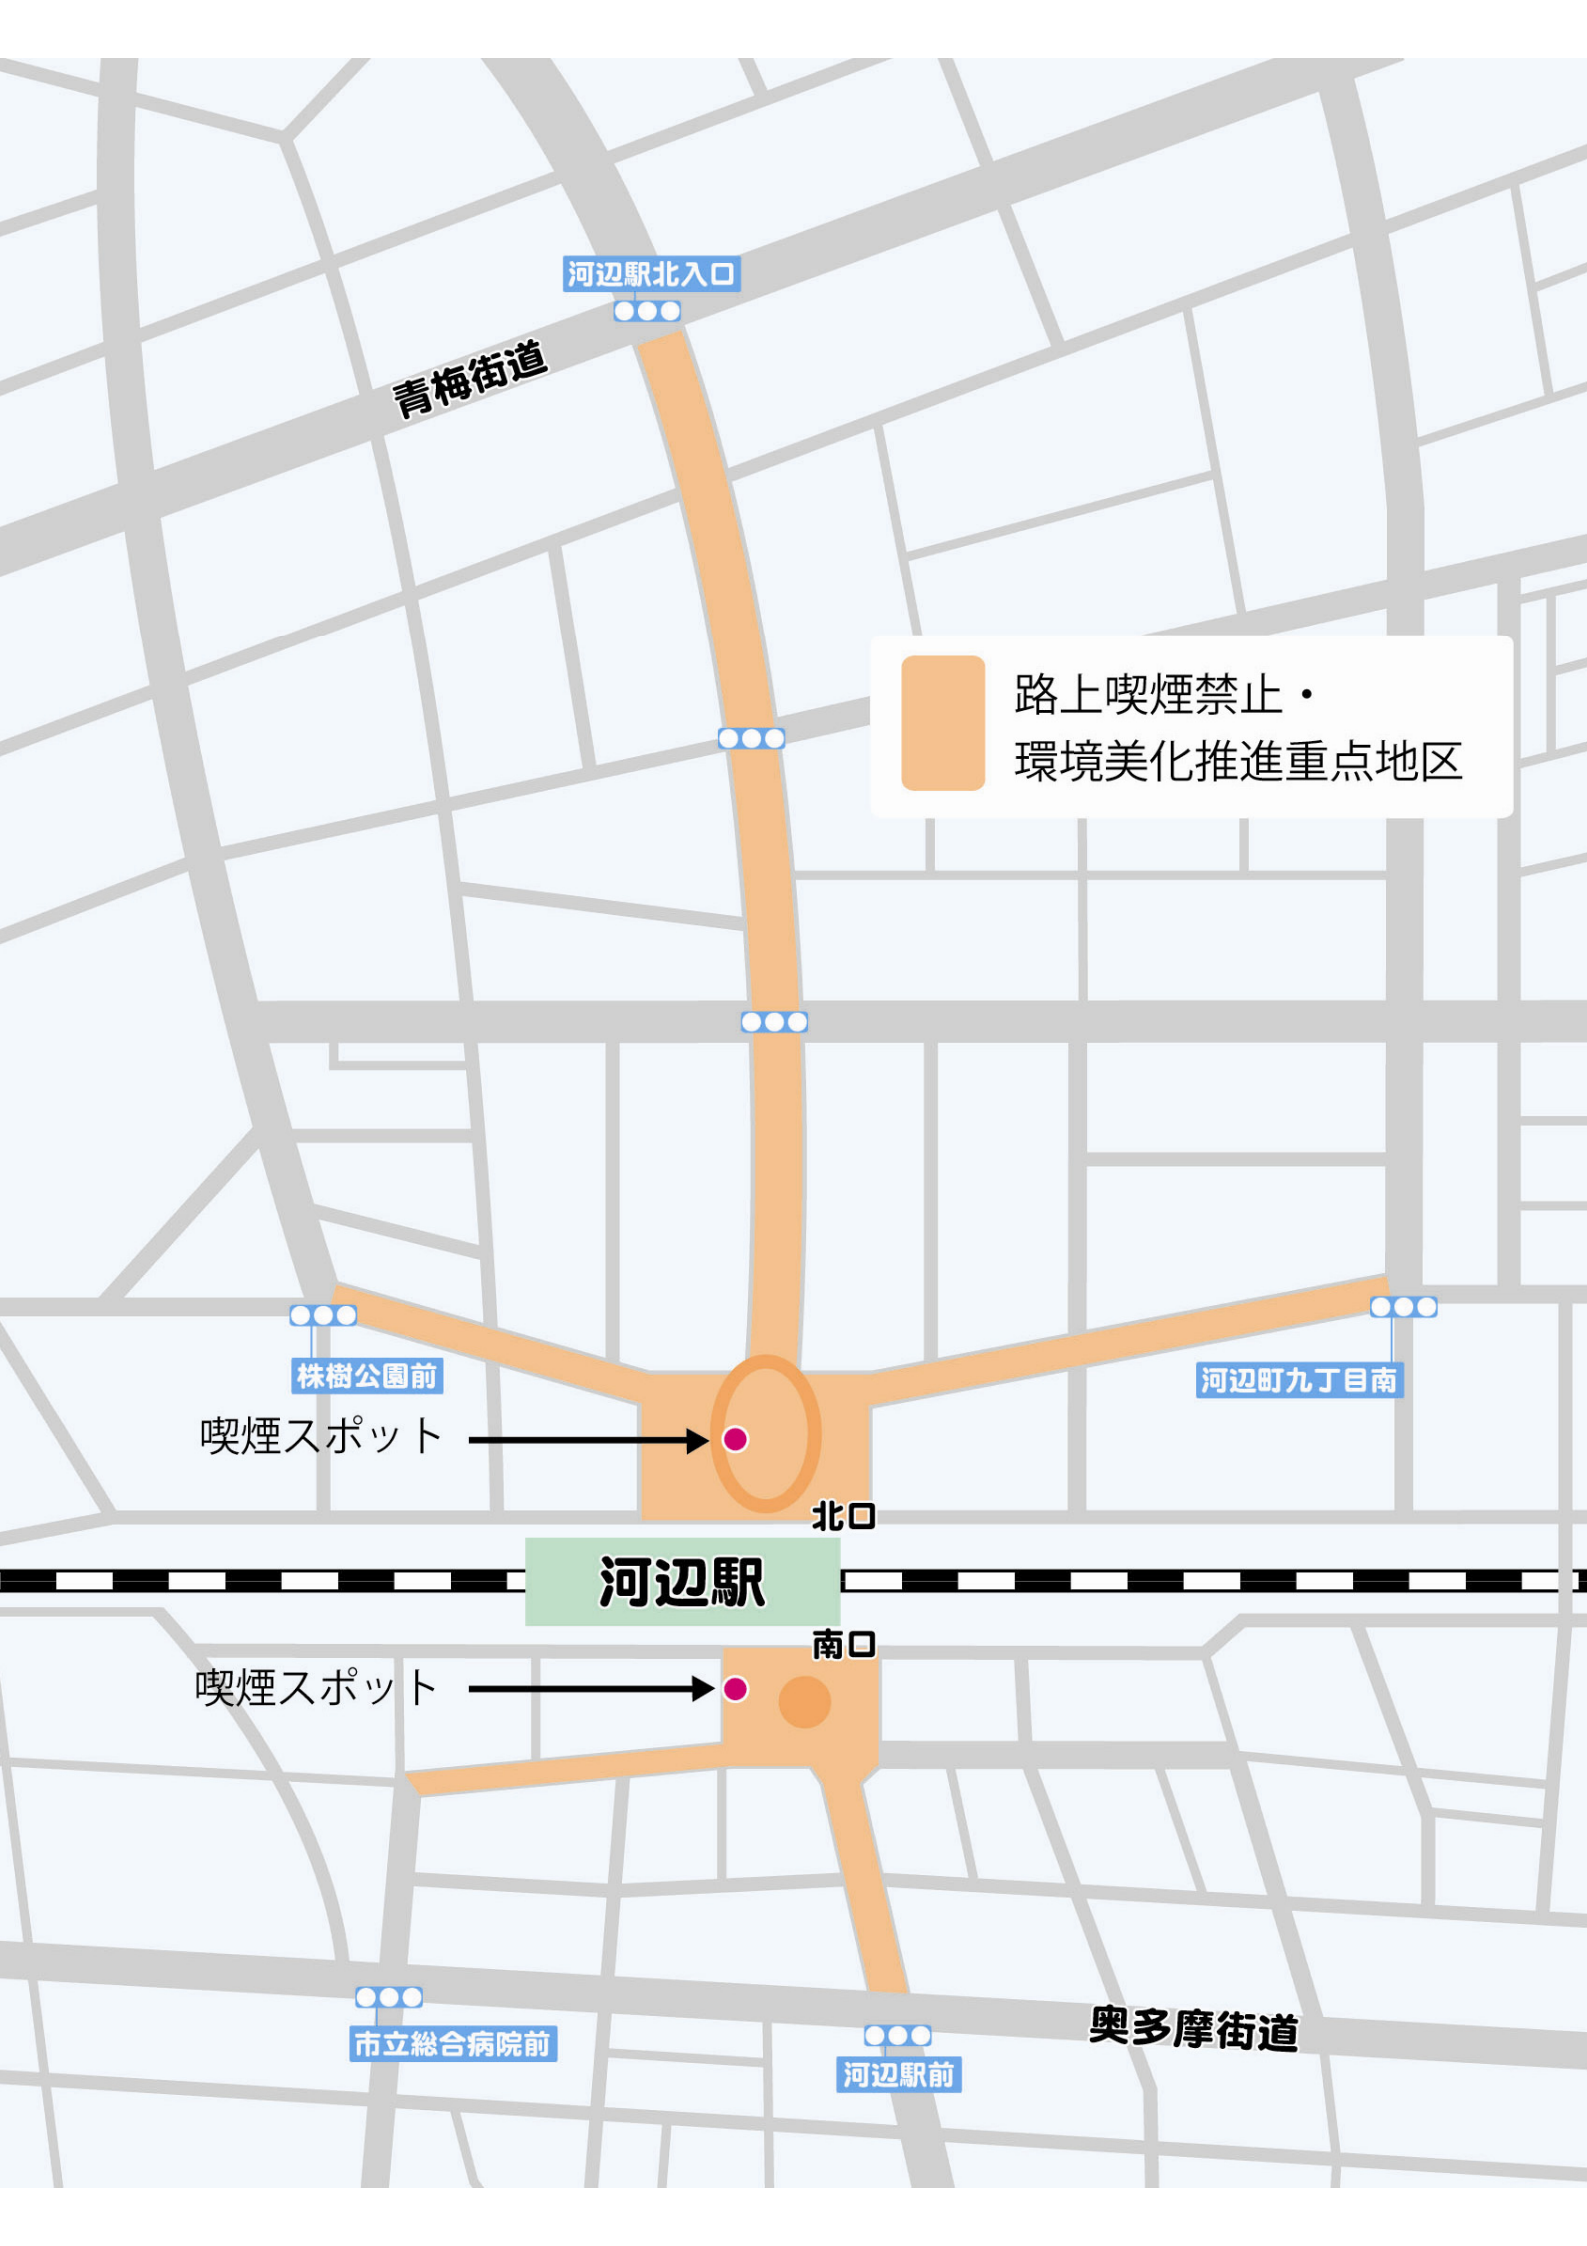 河辺駅北入口
青梅街道
路上喫煙禁止・
環境美化推進重点地区
株樹公園前
河辺町九丁目南
喫煙スポット
北口
河辺駅
南口
喫煙スポット
市立総合病院前
河辺駅前
奥多摩街道